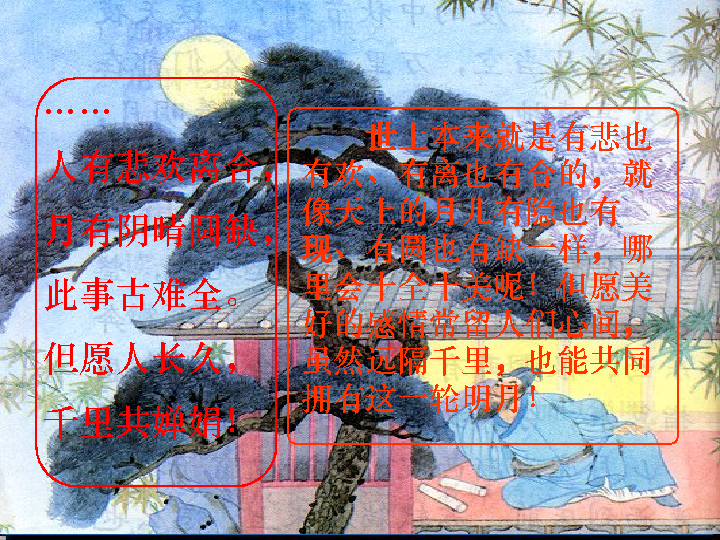 ……
人有悲欢离合，
月有阴晴圆缺，
此事古难全。
但愿人长久，
千里共婵娟!
世上本来就是有悲也
有欢、有离也有合的，就
像天上的月儿有隐也有
现、有圆也有缺一样，哪
里会十全十美呢！但愿美
好的感情常留人们心间，
虽然远隔千里，也能共同
拥有这一轮明月！